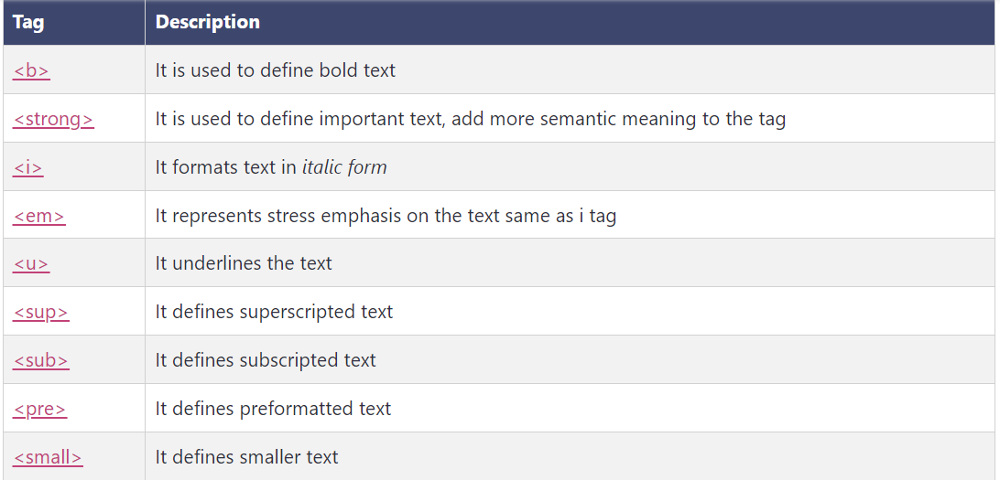 Tag Description
<b> It is used to define bold text
<strong> It is used to define important text, add more semantic meaning to the tag
<i> It formats text in italic form
<em> It represents stress emphasis on the text same as i tag
<u> It underlines the text
<sup> It defines superscripted text
<sub> It defines subscripted text
<pre> It defines preformatted text
<small> It defines smaller text